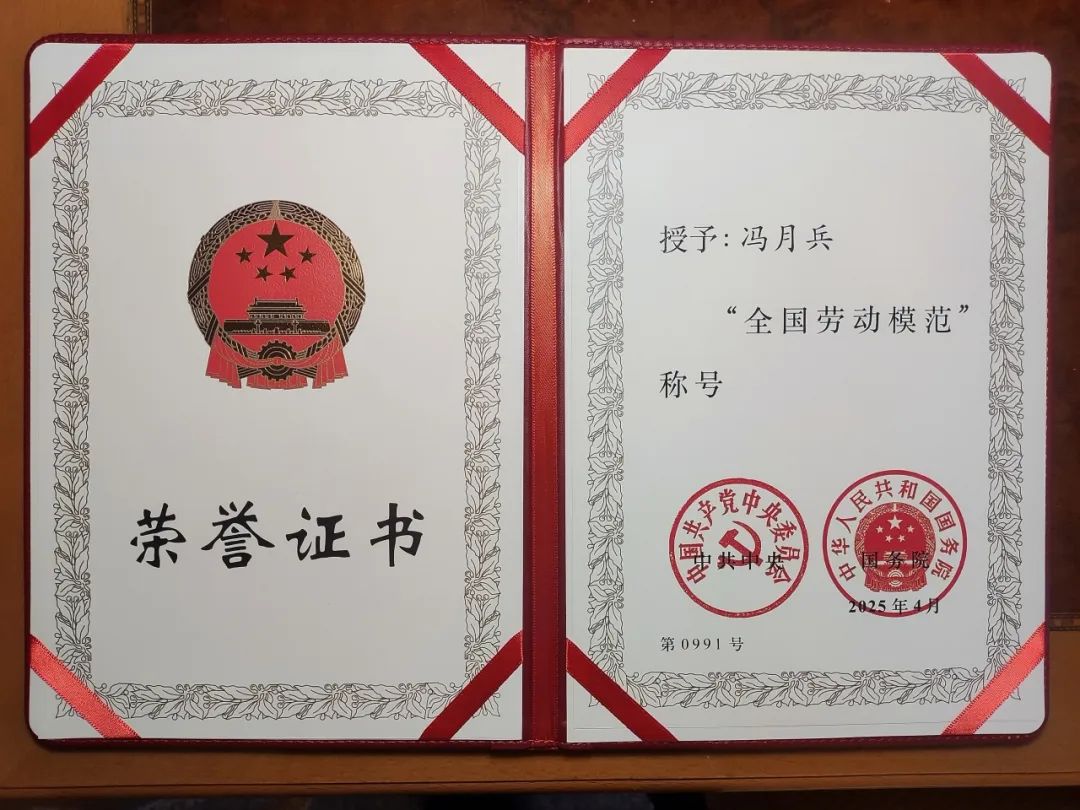 荣誉证书
授予：冯月兵
“全国劳动模范”
称号
中国共产党中央委员会
中共中央
中华人民共和国国务院
国务院
2025年4月
第0991号